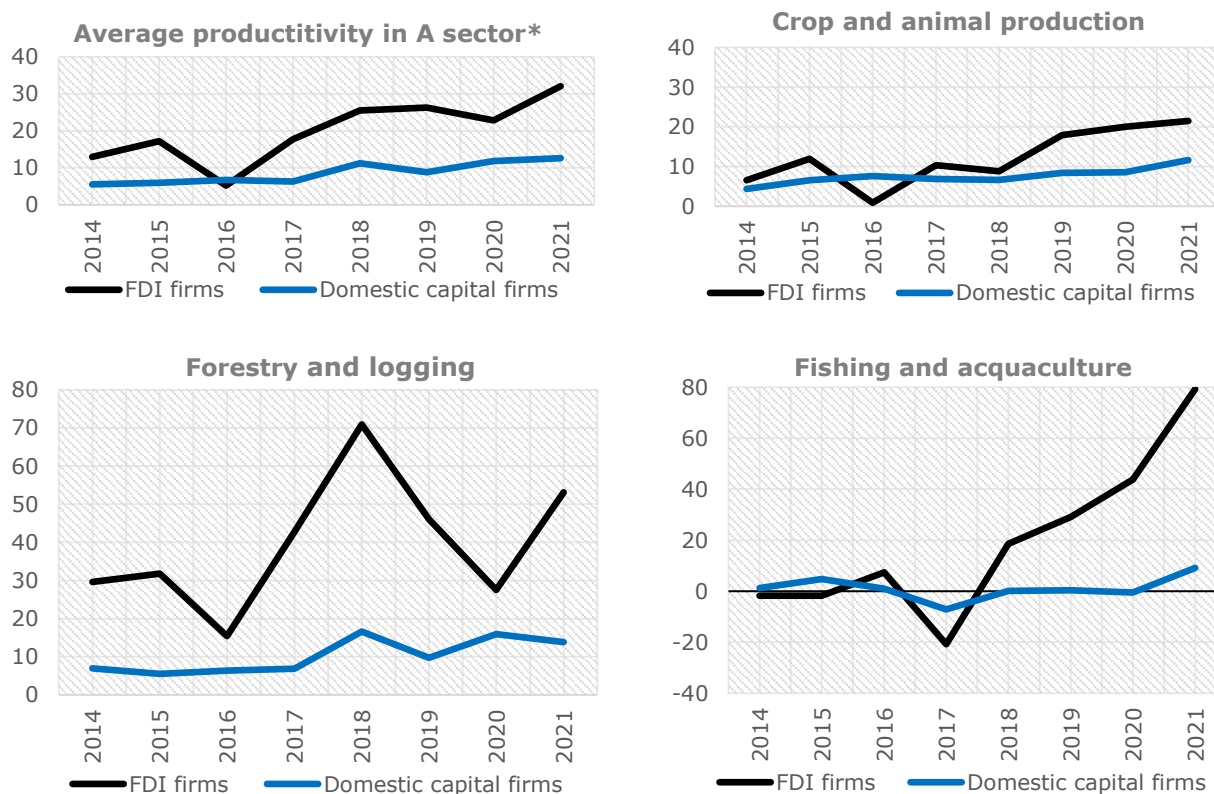 Average productitivity in A sector*
40
30
20
10
0
2014 2015 2016 2017 2018 2019 2020 2021
FDI firms Domestic capital firms
Crop and animal production
40
30
20
10
0
2014 2015 2016 2017 2018 2019 2020 2021
FDI firms Domestic capital firms
Forestry and logging
80
70
60
50
40
30
20
10
0
2014 2015 2016 2017 2018 2019 2020 2021
FDI firms Domestic capital firms
Fishing and acquaculture
80
60
40
20
0
-20
-40
2014 2015 2016 2017 2018 2019 2020 2021
FDI firms Domestic capital firms